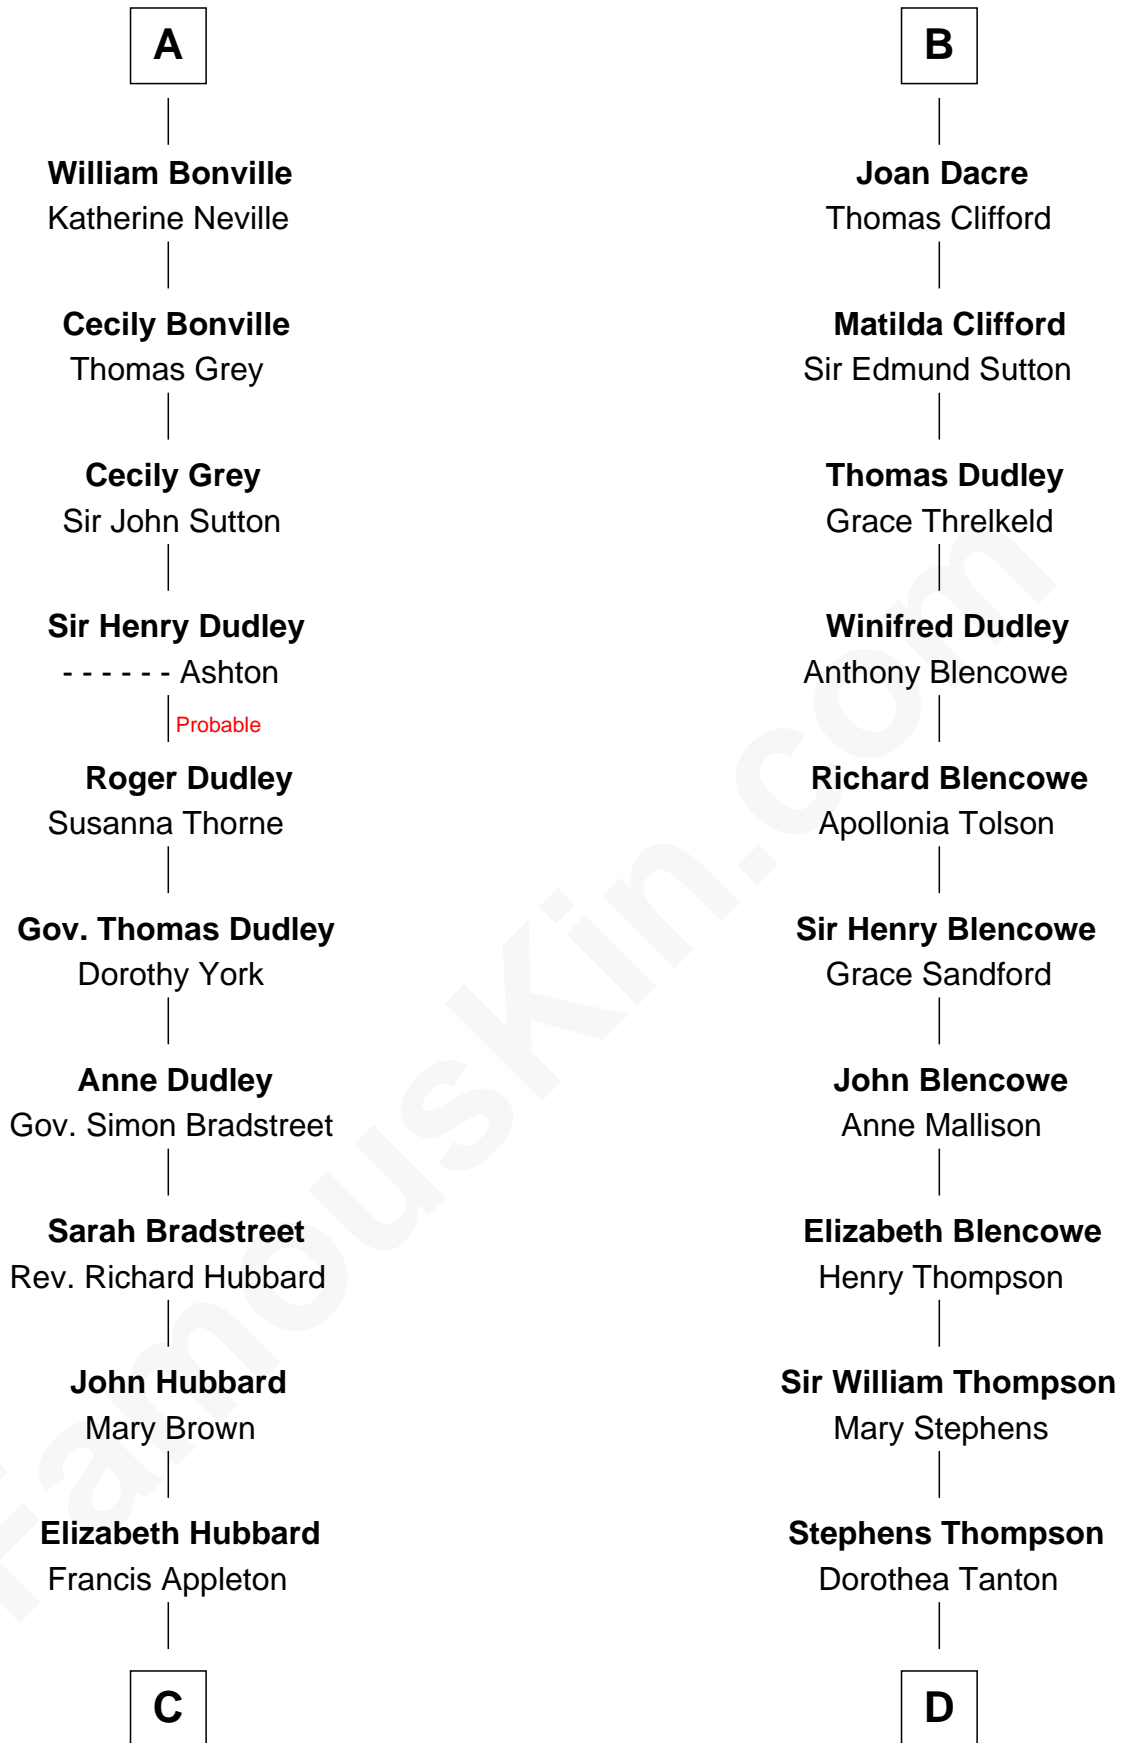 A
William Bonville
Katherine Neville
Cecily Bonville
Thomas Grey
Cecily Grey
Sir John Sutton
Sir Henry Dudley
- - - - - - Ashton
Probable
Roger Dudley
Susanna Thorne
Gov. Thomas Dudley
Dorothy York
Anne Dudley
Gov. Simon Bradstreet
Sarah Bradstreet
Rev. Richard Hubbard
John Hubbard
Mary Brown
Elizabeth Hubbard
Francis Appleton
C
B
Joan Dacre
Thomas Clifford
Matilda Clifford
Sir Edmund Sutton
Thomas Dudley
Grace Threlkeld
Winifred Dudley
Anthony Blencowe
Richard Blencowe
Apollonia Tolson
Sir Henry Blencowe
Grace Sandford
John Blencowe
Anne Mallison
Elizabeth Blencowe
Henry Thompson
Sir William Thompson
Mary Stephens
Stephens Thompson
Dorothea Tanton
D
FamousKin.com